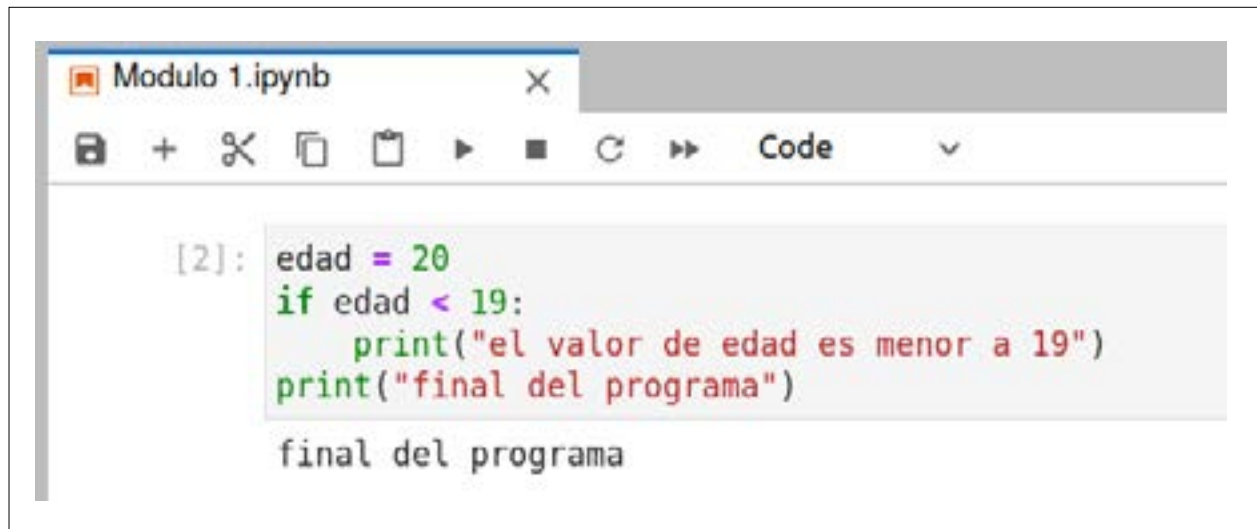 Modulo 1.ipynb
Code
[2]: edad = 20
if edad < 19:
    print("el valor de edad es menor a 19")
print("final del programa")
final del programa